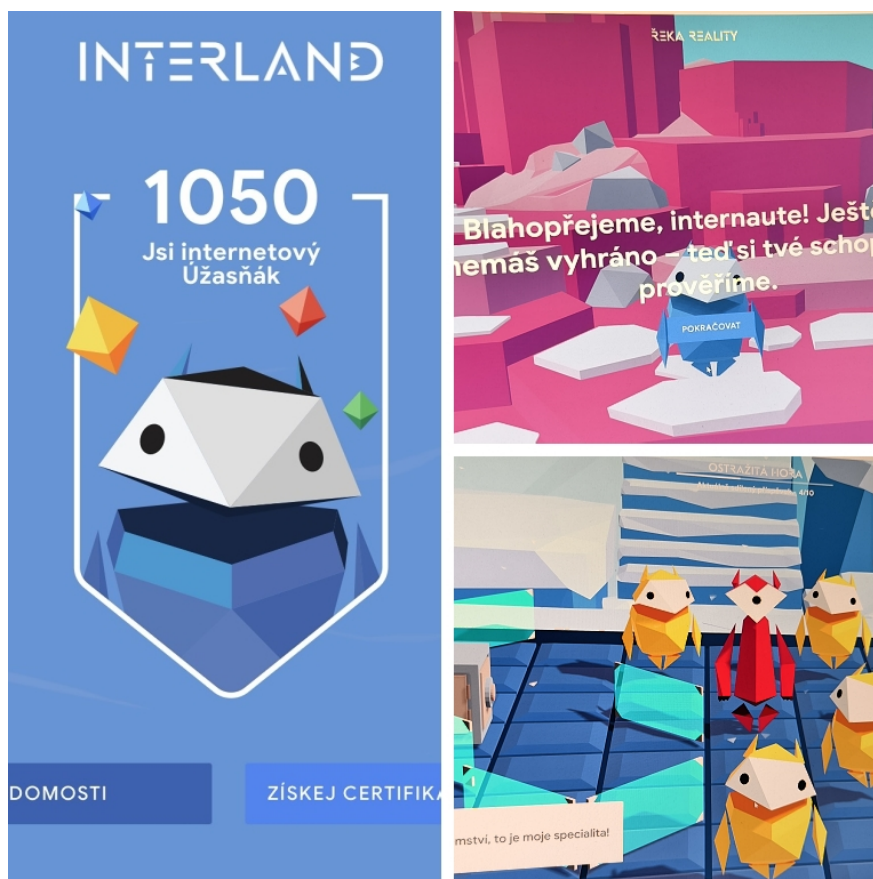 INTERLAND
1050
Jsi internetový
Úžasňák
DOMOSTI
ZÍSKEJ CERTIFIKA
ŘEKA REALITY
Blahopřejeme, internaute! Ještě
nemáš vyhráno – teď si tvé schop
prověříme.
POKRAČOVAT
OSTRAŽITÁ HORA
4/10
mství, to je moje specialita!